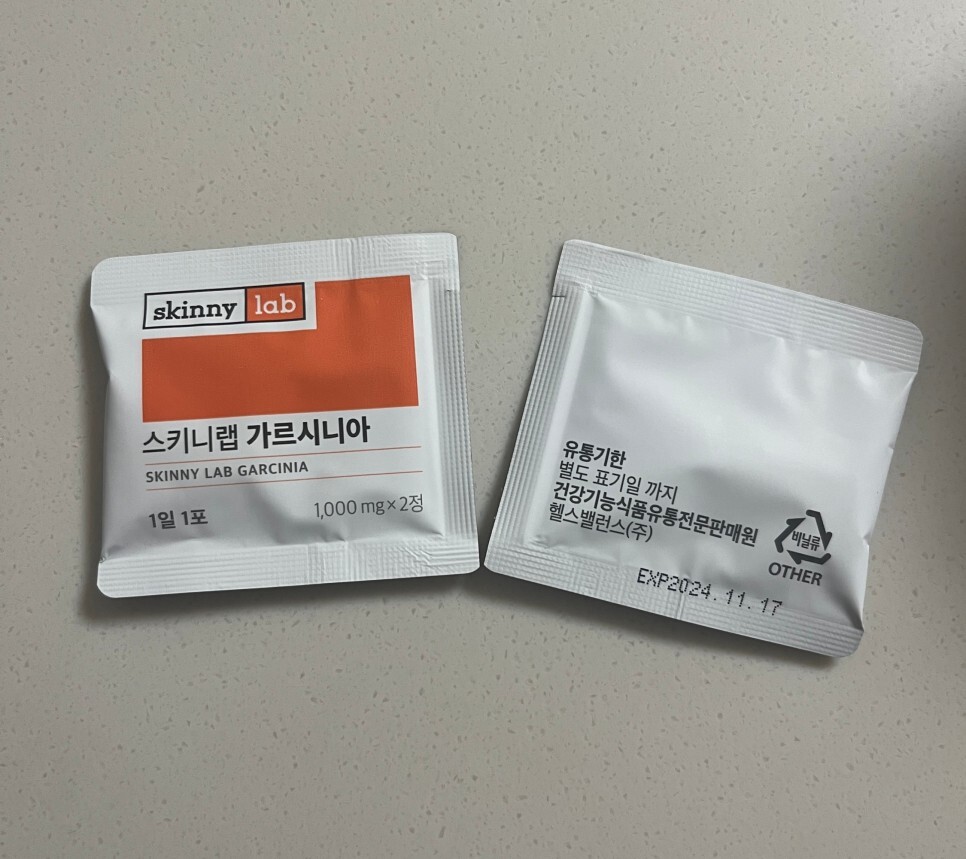 skinny lab
스키니랩 가르시니아
SKINNY LAB GARCINIA
1일 1포 1,000 mg×2정
유통기한
별도 표기일 까지
건강기능식품유통전문판매원
헬스밸런스(주)
비닐류
OTHER
EXP2024.11.17